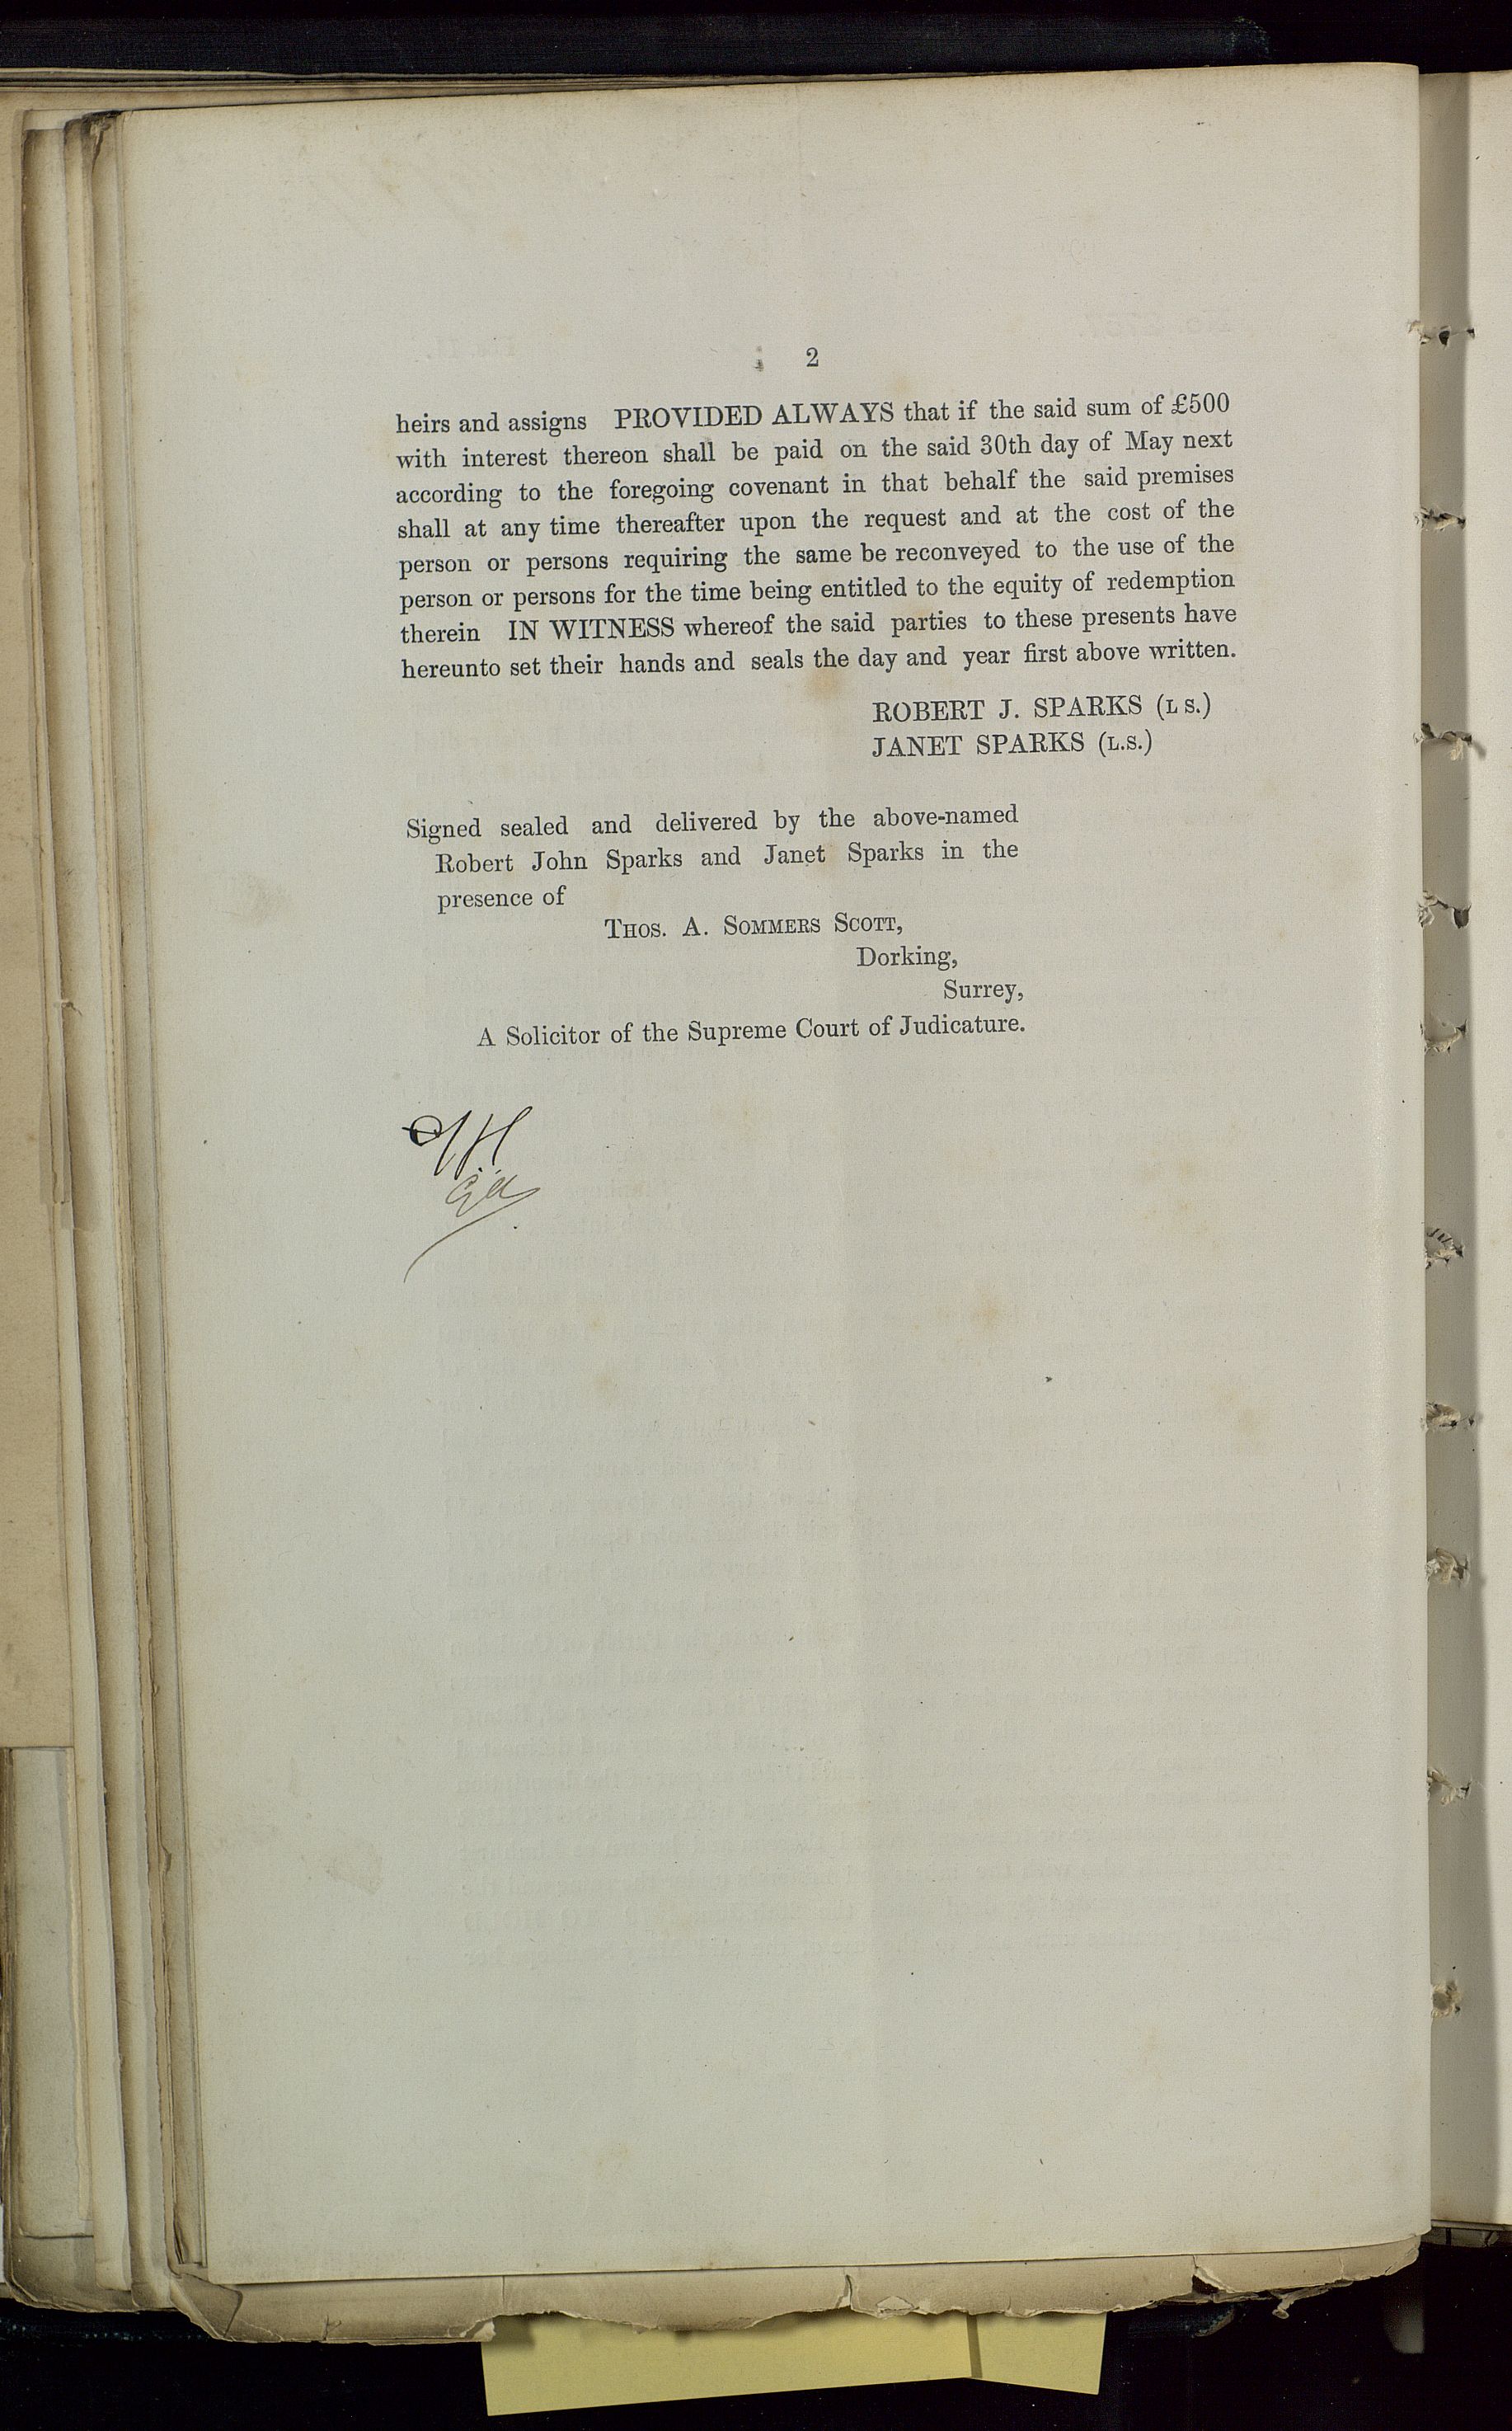 2
heirs and assigns PROVIDED ALWAYS that if the said sum of £500
with interest thereon shall be paid on the said 30th day of May next
according to the foregoing covenant in that behalf the said premises
shall at any time thereafter upon the request and at the cost of the
person or persons requiring the same be reconveyed to the use of the
person or persons for the time being entitled to the equity of redemption
therein IN WITNESS whereof the said parties to these presents have
hereunto set their hands and seals the day and year first above written.
ROBERT J. SPARKS (L S.)
JANET SPARKS (L.S.)
Signed sealed and delivered by the above-named
Robert John Sparks and Janet Sparks in the
presence of
THOS. A. SOMMERS SCOTT,
Dorking,
Surrey,
A Solicitor of the Supreme Court of Judicature.